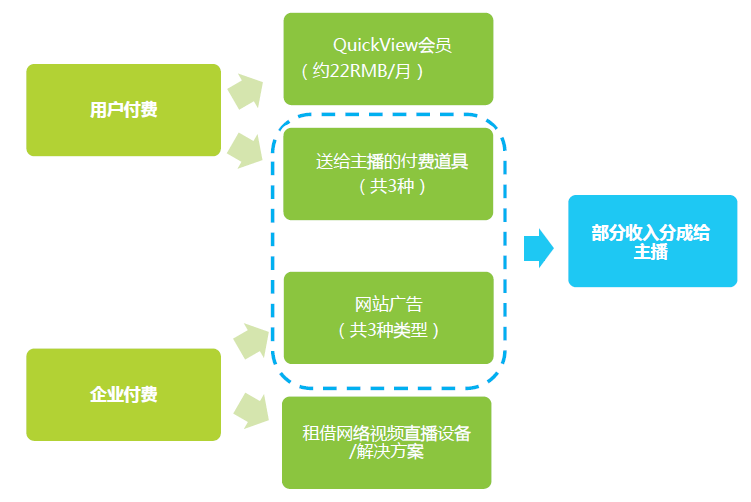 用户付费
QuickView会员
（约22RMB/月）
送给主播的付费道具
（共3种）
部分收入分成给
主播
网站广告
（共3种类型）
企业付费
租借网络视频直播设备
/解决方案